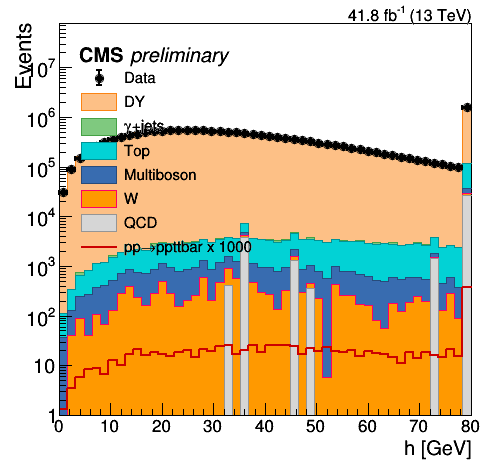 41.8 fb⁻¹ (13 TeV)
Events
CMS preliminary
Data
DY
γ+jets
Top
Multiboson
W
QCD
pp→ppttbar x 1000
10⁷
10⁶
10⁵
10⁴
10³
10²
10
1
0 10 20 30 40 50 60 70 80
h [GeV]